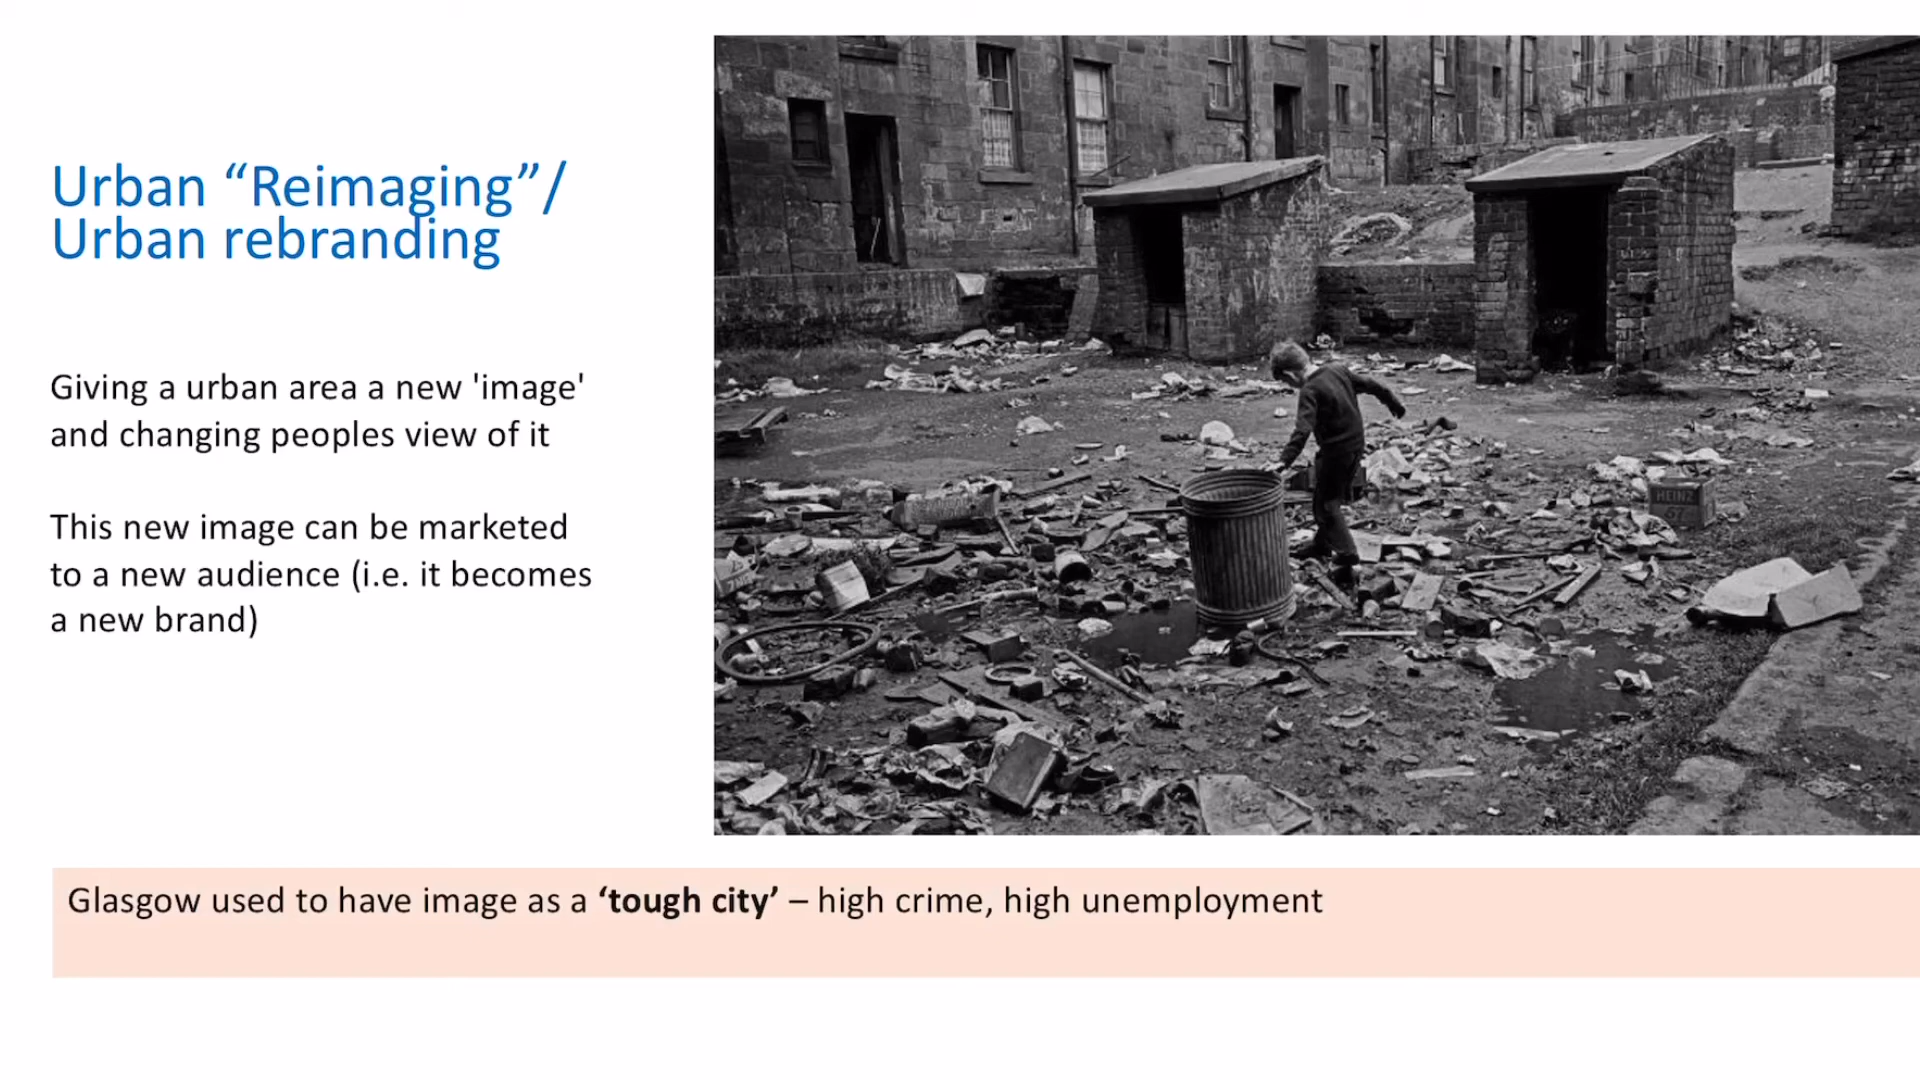 Urban “Reimaging”/
Urban rebranding
Giving a urban area a new 'image'
and changing peoples view of it
This new image can be marketed
to a new audience (i.e. it becomes
a new brand)
HEINZ
57
Glasgow used to have image as a ‘tough city’ – high crime, high unemployment